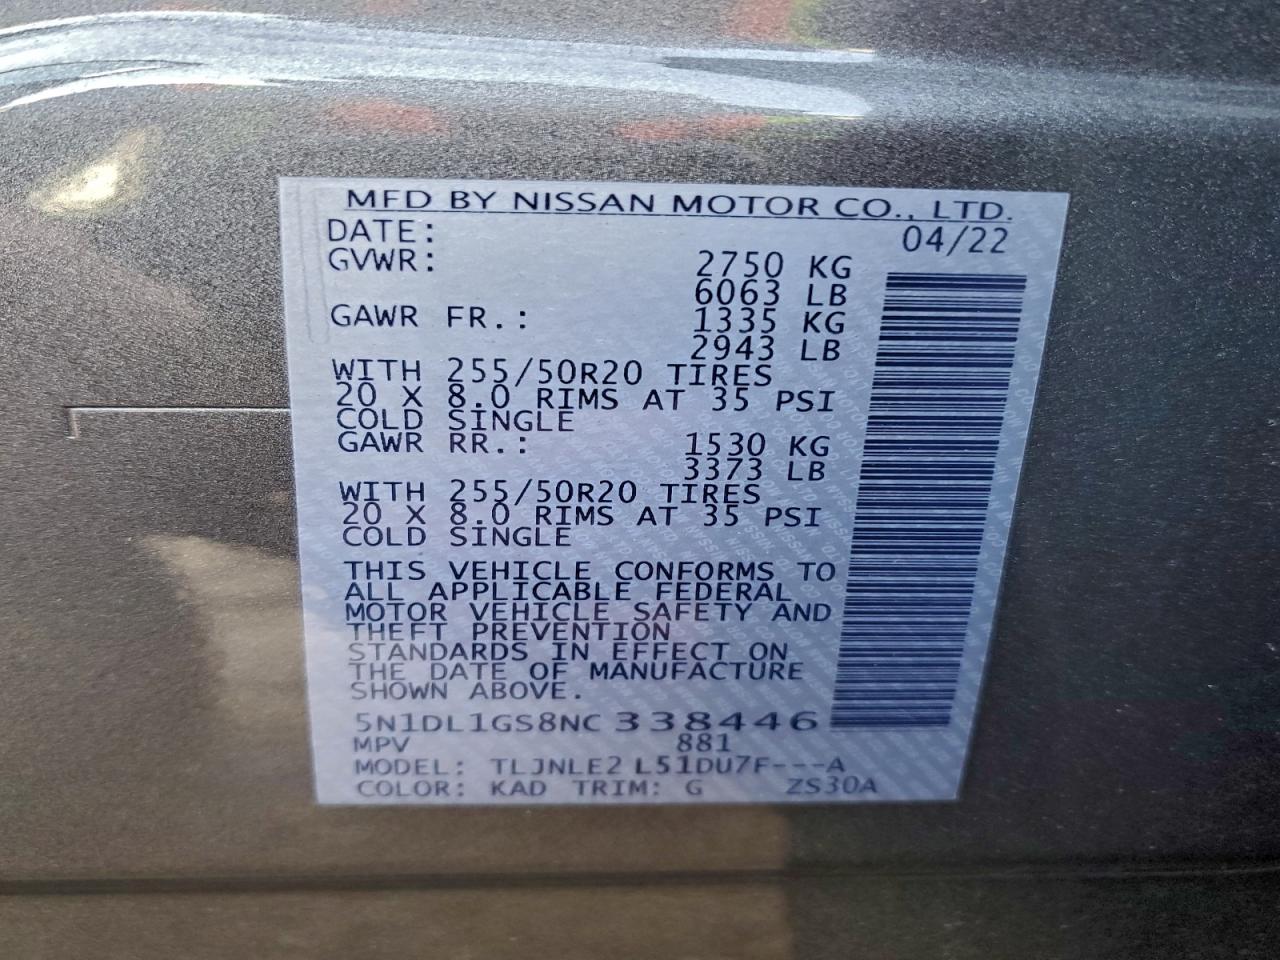 MFD BY NISSAN MOTOR CO., LTD.
DATE: 04/22
GVWR: 2750 KG
6063 LB
GAWR FR.: 1335 KG
2943 LB
WITH 255/50R20 TIRES
20 X 8.0 RIMS AT 35 PSI
COLD SINGLE
GAWR RR.: 1530 KG
3373 LB
WITH 255/50R20 TIRES
20 X 8.0 RIMS AT 35 PSI
COLD SINGLE
THIS VEHICLE CONFORMS TO
ALL APPLICABLE FEDERAL
MOTOR VEHICLE SAFETY AND
THEFT PREVENTION
STANDARDS IN EFFECT ON
THE DATE OF MANUFACTURE
SHOWN ABOVE.
5N1DL1GS8NC338446
MPV 881
MODEL: TLJNLE2 L51DU7F---A
COLOR: KAD TRIM: G ZS30A